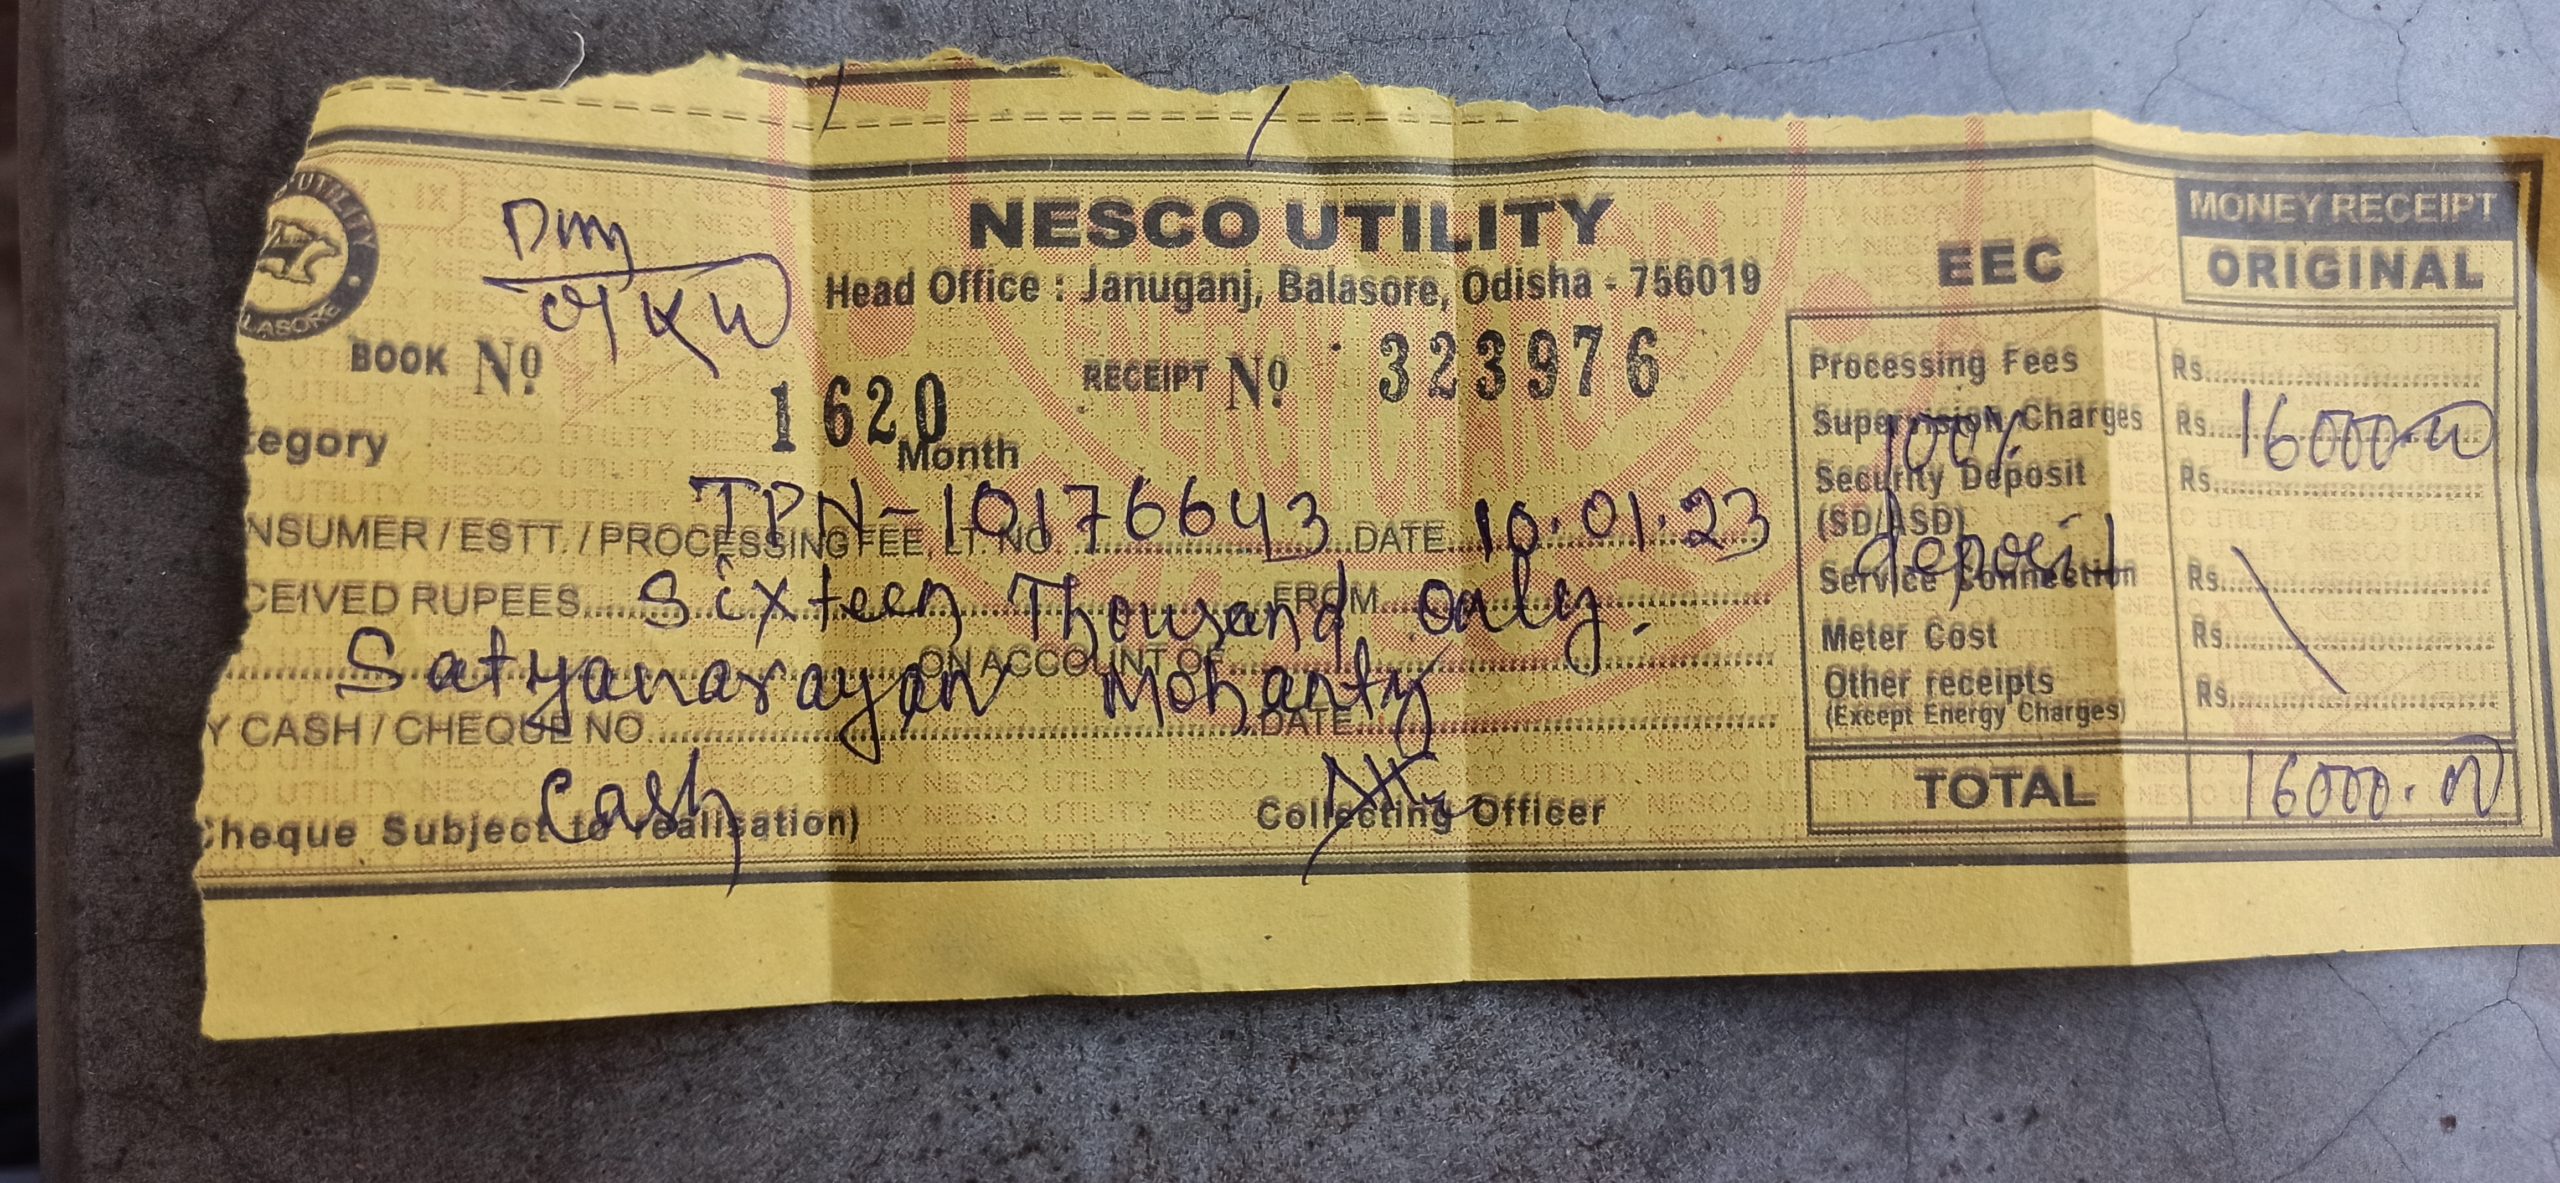 NESCO UTILITY
Head Office : Januganj, Balasore, Odisha - 756019
UTILITY
LASORE
IX
BOOK Nº 1620
RECEIPT Nº 323976
tegory
Month
NSUMER / ESTT. / PROCESSING FEE, LT. NO. TPN-10176643 DATE 10.01.23
CEIVED RUPEES Sixteen Thousand only. FROM
Satyanarayan Mohanty ON ACCOUNT OF
Y CASH / CHEQUE NO. DATE
Cash
Cheque Subject to realisation)
Collecting Officer
EEC
MONEY RECEIPT
ORIGINAL
Processing Fees Rs.
Supervision Charges Rs. 16000.00
Security Deposit Rs.
(SD/ASD)
100% deposit
Service Connection Rs.
Meter Cost Rs.
Other receipts Rs.
(Except Energy Charges)
TOTAL 16000.00